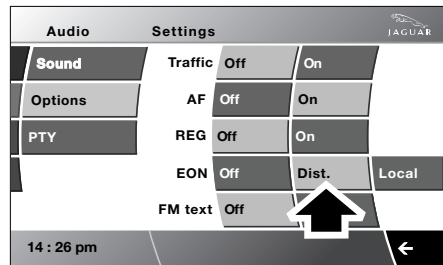 Audio Settings JAGUAR
Sound Traffic Off On
Options AF Off On
PTY REG Off On
EON Off Dist. Local
FM text Off
14 : 26 pm